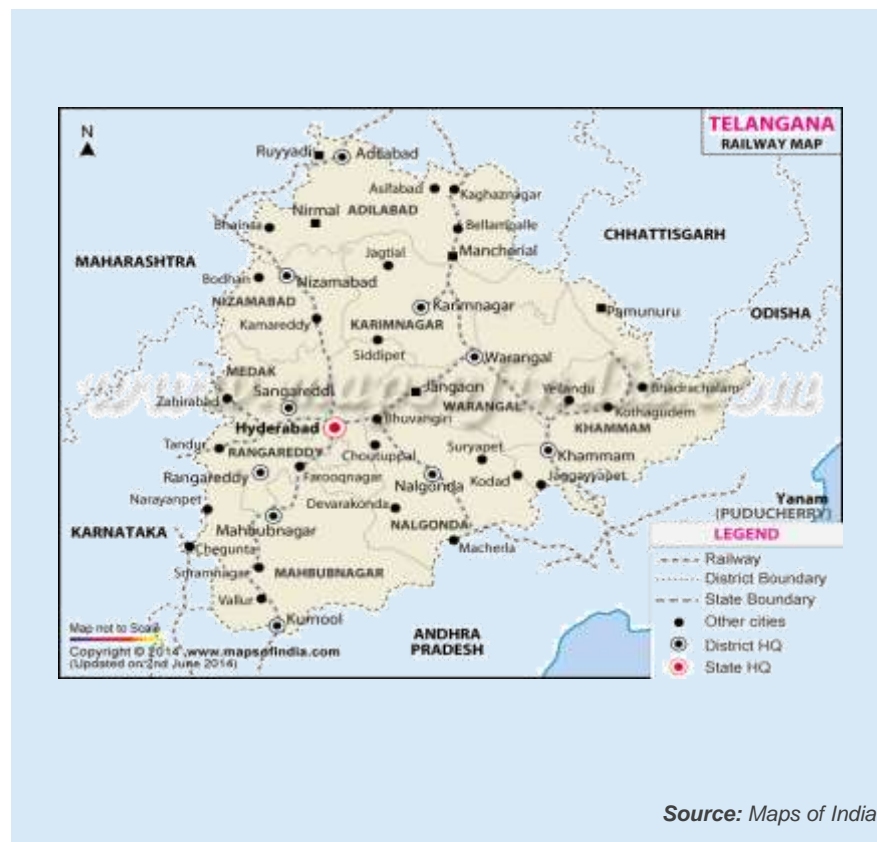 TELANGANA
RAILWAY MAP
N
Ruyyadi
Adilabad
Asifabad
Kaghaznagar
Nirmal
ADILABAD
Bhainsa
Bellampalle
CHHATTISGARH
Mancherial
MAHARASHTRA
Jagtial
Bodhan
Nizamabad
NIZAMABAD
Karimnagar
Pamunuru
ODISHA
Kamareddy
KARIMNAGAR
Siddipet
Warangal
MEDAK
Sangareddi
Jangaon
Yellandu
Bhadrachalam
Zahirabad
WARANGAL
Kothagudem
Hyderabad
Bhuvangiri
KHAMMAM
Tandur
RANGAREDDY
Choutuppal
Suryapet
Khammam
Rangareddy
Farooqnagar
Nalgonda
Kodad
Jaggayyapet
Narayanpet
Devarakonda
Yanam
(PUDUCHERRY)
KARNATAKA
Mahbubnagar
NALGONDA
LEGEND
Chegunta
Macherla
Railway
Sriramnagar
MAHBUBNAGAR
District Boundary
Vallur
State Boundary
Kurnool
Other cities
Map not to Scale
ANDHRA
PRADESH
District HQ
Copyright © 2014 www.mapsofindia.com
(Updated on 2nd June 2014)
State HQ
Source: Maps of India